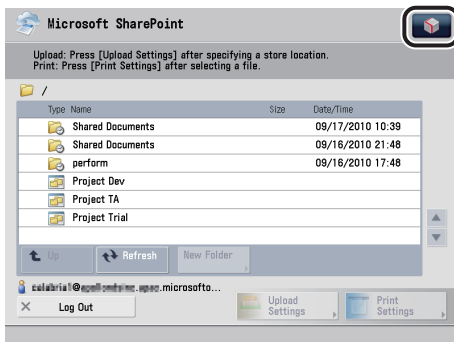 Microsoft SharePoint
Upload: Press [Upload Settings] after specifying a store location.
Print: Press [Print Settings] after selecting a file.
/
Type Name Size Date/Time
Shared Documents 09/17/2010 10:39
Shared Documents 09/16/2010 21:48
perform 09/16/2010 17:48
Project Dev
Project TA
Project Trial
Up Refresh New Folder
microsofto...
× Log Out
Upload Settings
Print Settings